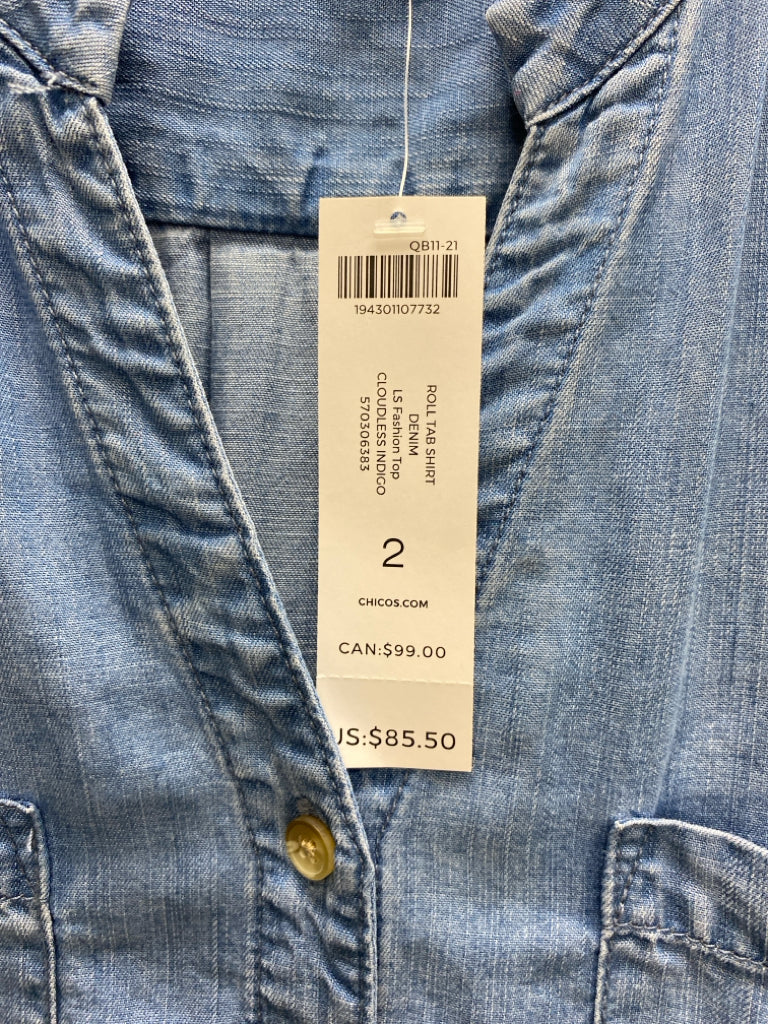 QB11-21
194301107732
ROLL TAB SHIRT
DENIM
LS Fashion Top
CLOUDLESS INDIGO
570306383
2
CHICOS.COM
CAN:$99.00
US:$85.50